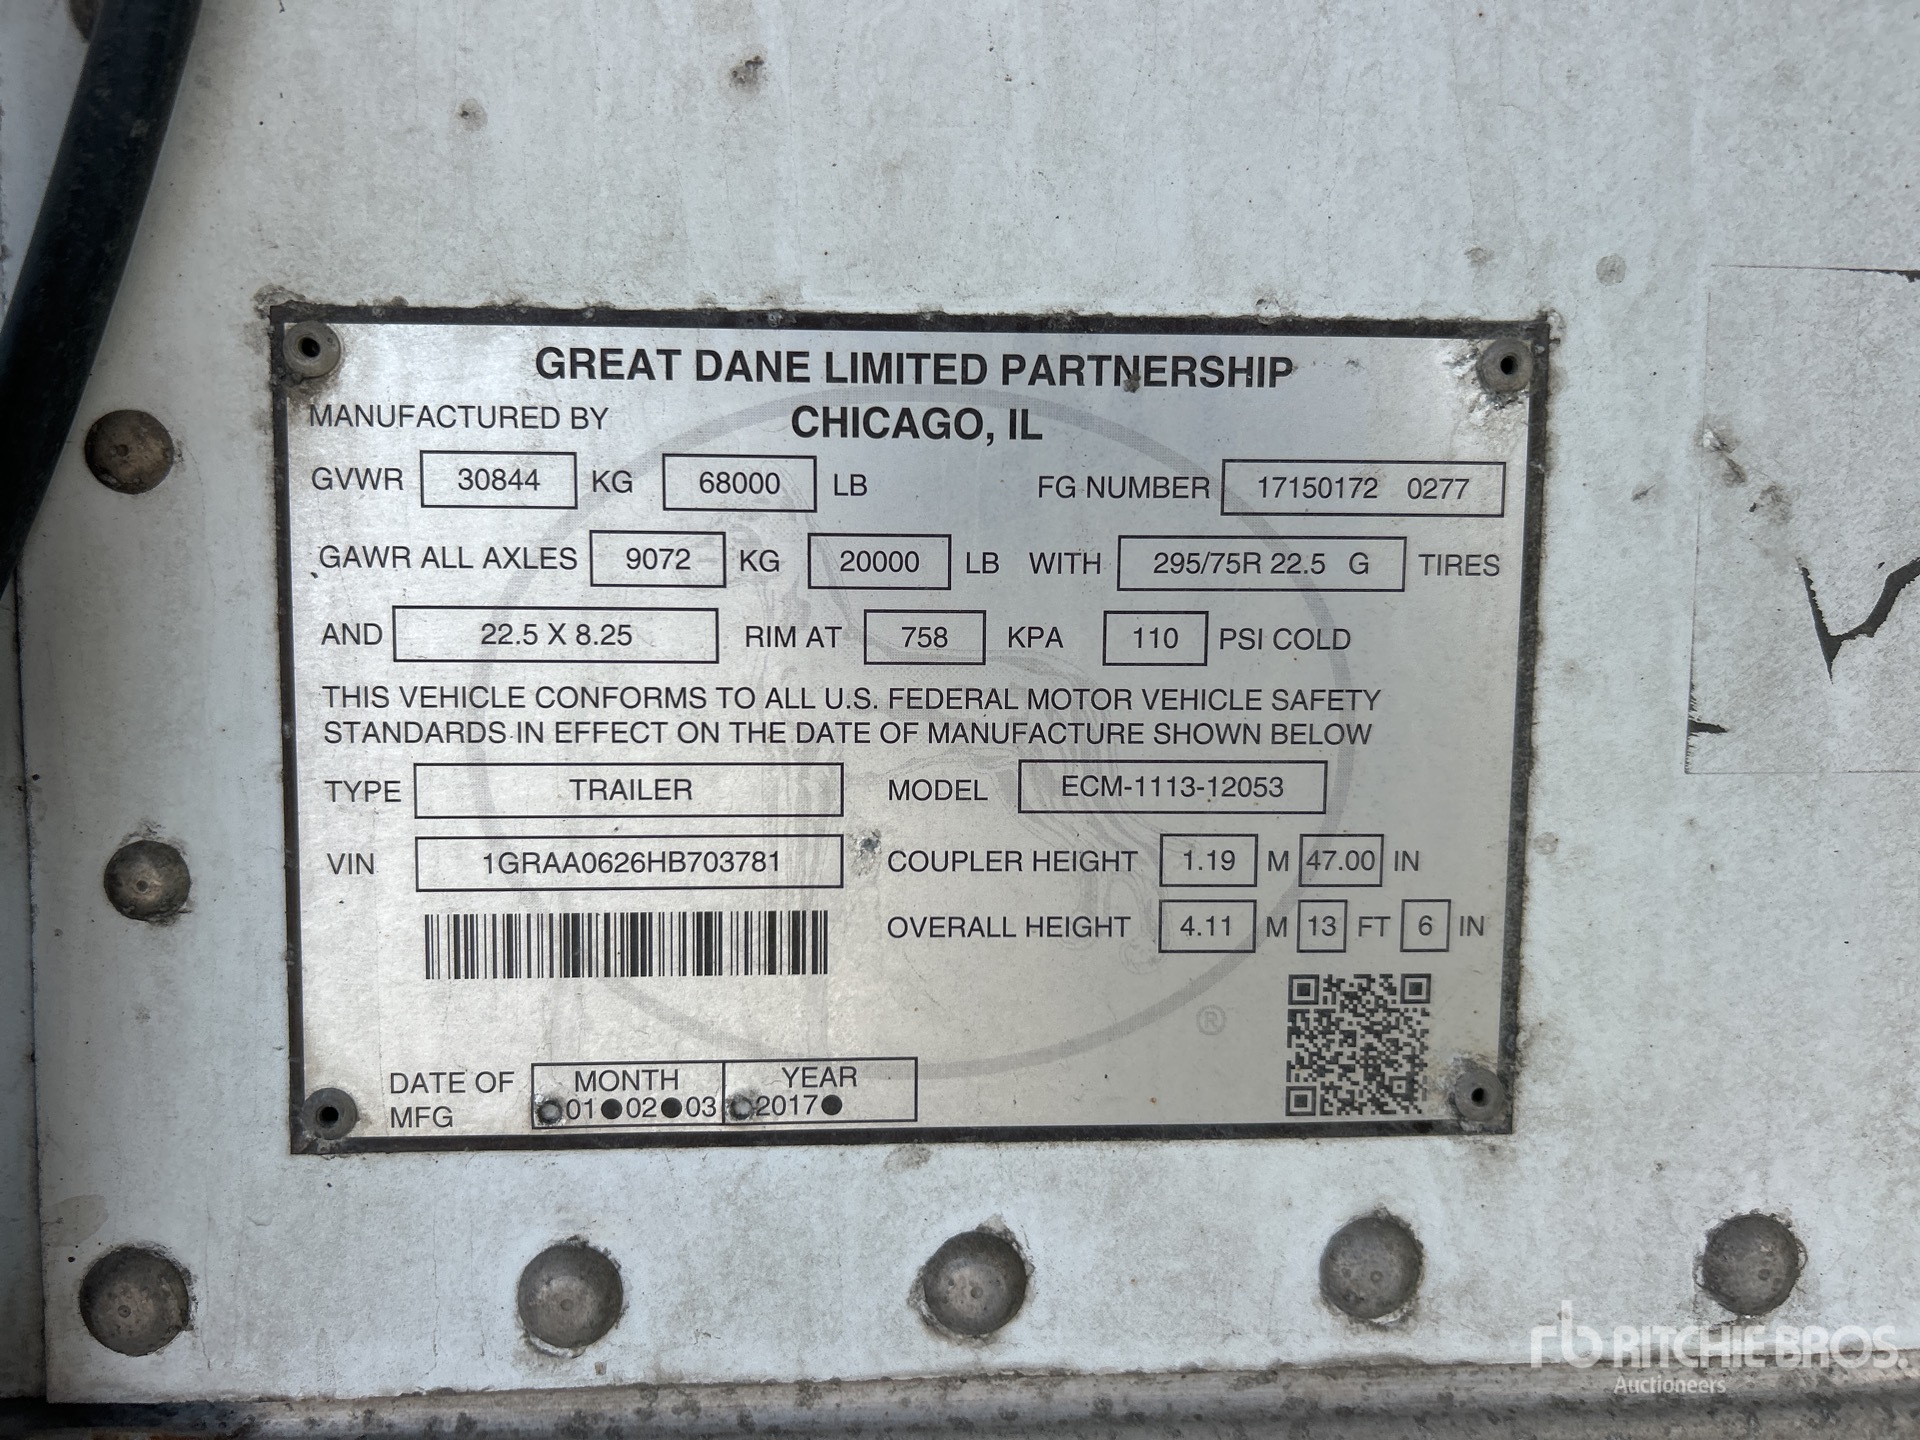 GREAT DANE LIMITED PARTNERSHIP
MANUFACTURED BY CHICAGO, IL
GVWR 30844 KG 68000 LB FG NUMBER 17150172 0277
GAWR ALL AXLES 9072 KG 20000 LB WITH 295/75R 22.5 G TIRES
AND 22.5 X 8.25 RIM AT 758 KPA 110 PSI COLD
THIS VEHICLE CONFORMS TO ALL U.S. FEDERAL MOTOR VEHICLE SAFETY
STANDARDS IN EFFECT ON THE DATE OF MANUFACTURE SHOWN BELOW
TYPE TRAILER MODEL ECM-1113-12053
VIN 1GRAA0626HB703781 COUPLER HEIGHT 1.19 M 47.00 IN
OVERALL HEIGHT 4.11 M 13 FT 6 IN
®
DATE OF MFG MONTH YEAR
01●02●03 2017●
rb RITCHIE BROS.
Auctioneers